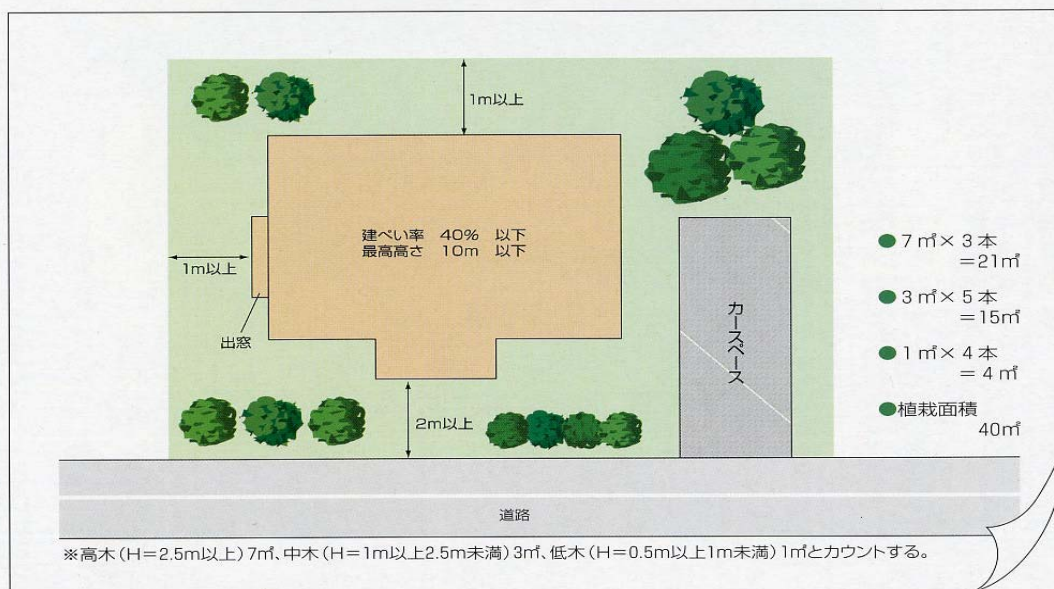 1m以上
建ぺい率 40% 以下
最高高さ 10m 以下
1m以上
出窓
カースペース
2m以上
●7㎡×3本
=21㎡
●3㎡×5本
=15㎡
●1㎡×4本
=4㎡
●植栽面積
40㎡
道路
※高木(H=2.5m以上)7㎡、中木(H=1m以上2.5m未満)3㎡、低木(H=0.5m以上1m未満)1㎡とカウントする。